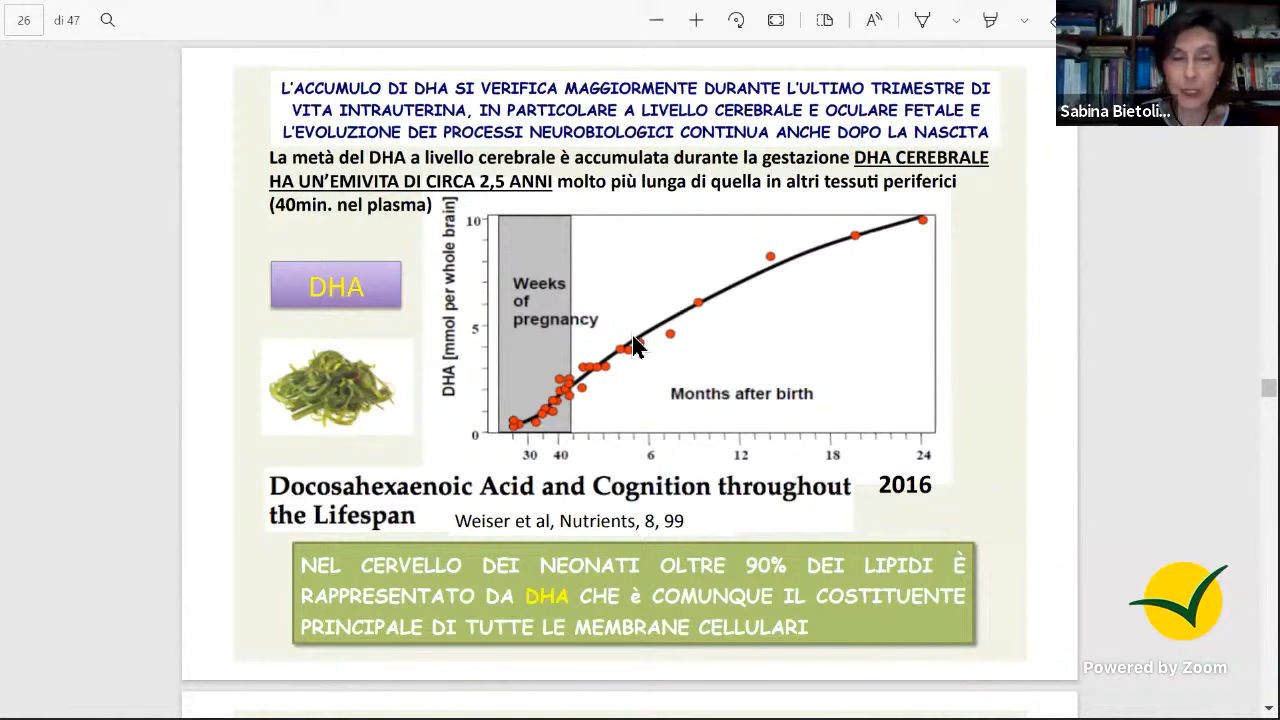 26 di 47
Sabina Bietoli...
L'ACCUMULO DI DHA SI VERIFICA MAGGIORMENTE DURANTE L'ULTIMO TRIMESTRE DI
VITA INTRAUTERINA, IN PARTICOLARE A LIVELLO CEREBRALE E OCULARE FETALE E
L'EVOLUZIONE DEI PROCESSI NEUROBIOLOGICI CONTINUA ANCHE DOPO LA NASCITA
La metà del DHA a livello cerebrale è accumulata durante la gestazione DHA CEREBRALE
HA UN'EMIVITA DI CIRCA 2,5 ANNI molto più lunga di quella in altri tessuti periferici
(40min. nel plasma)
DHA
DHA [mmol per whole brain]
10
5
0
Weeks
of
pregnancy
Months after birth
30 40 6 12 18 24
Docosahexaenoic Acid and Cognition throughout
the Lifespan
2016
Weiser et al, Nutrients, 8, 99
NEL CERVELLO DEI NEONATI OLTRE 90% DEI LIPIDI È
RAPPRESENTATO DA DHA CHE è COMUNQUE IL COSTITUENTE
PRINCIPALE DI TUTTE LE MEMBRANE CELLULARI
Powered by Zoom